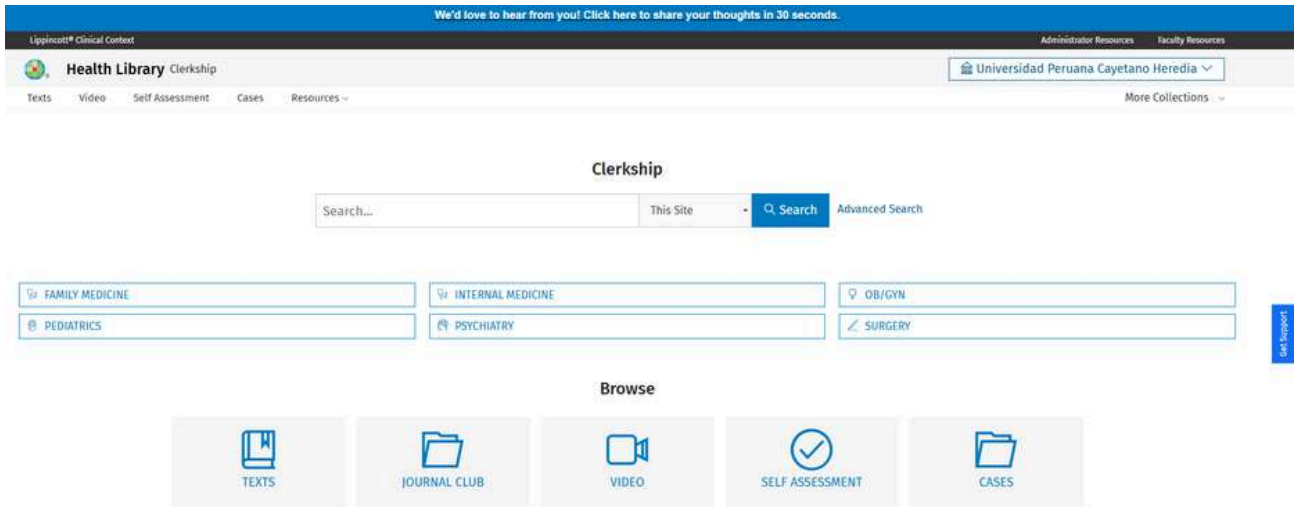 We'd love to hear from you! Click here to share your thoughts in 30 seconds.
Lippincott® Clinical Context Administrator Resources Faculty Resources
Health Library Clerkship Universidad Peruana Cayetano Heredia
Texts Video Self Assessment Cases Resources More Collections
Clerkship
Search... This Site Search Advanced Search
FAMILY MEDICINE INTERNAL MEDICINE OB/GYN
PEDIATRICS PSYCHIATRY SURGERY
Get Support
Browse
TEXTS JOURNAL CLUB VIDEO SELF ASSESSMENT CASES